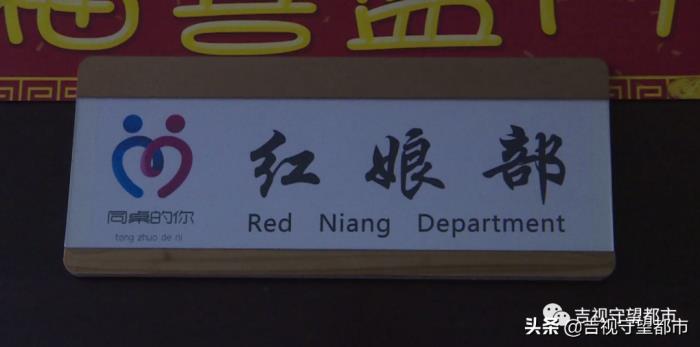 红娘部
Red Niang Department
同桌的你
tong zhuo de ni
吉视守望都市
头条@吉视守望都市